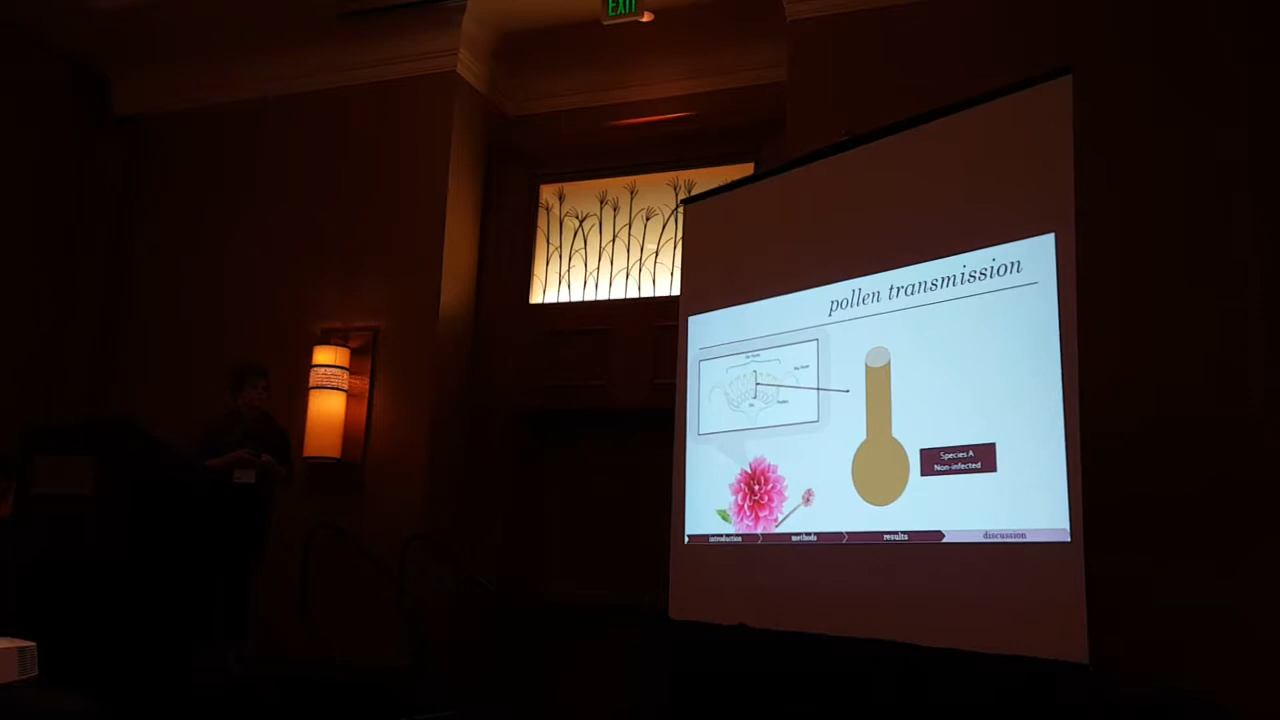 EXIT
pollen transmission
Species A
Non-infected
introduction
methods
results
discussion